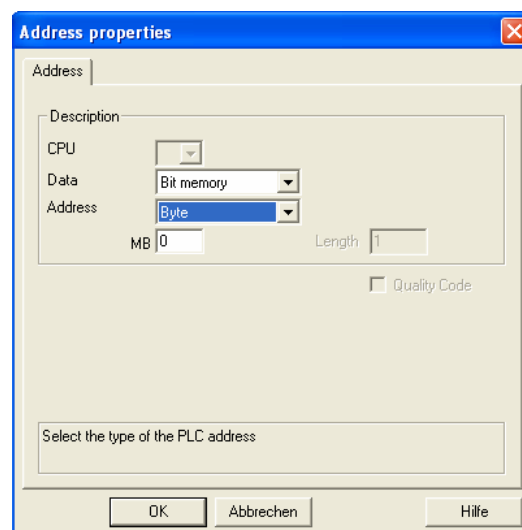 Address properties
Address
Description
CPU
Data Bit memory
Address Byte
MB 0 Length 1
Quality Code
Select the type of the PLC address
OK Abbrechen Hilfe